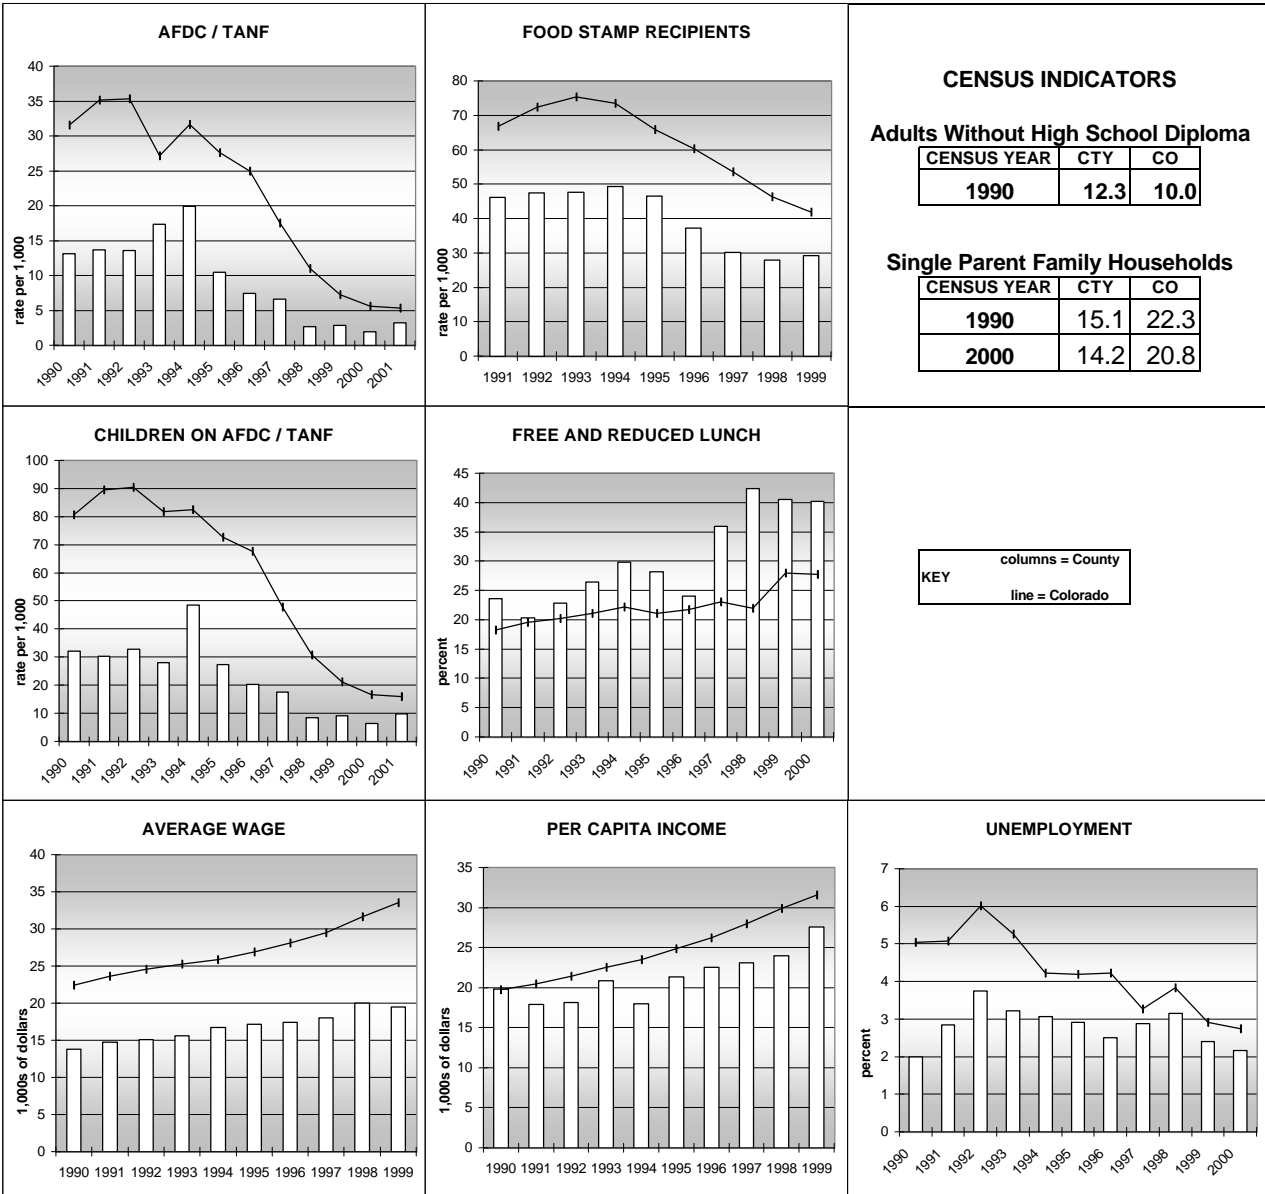 AFDC / TANF
40
35
30
25
20
15
10
5
0
rate per 1,000
1990 1991 1992 1993 1994 1995 1996 1997 1998 1999 2000 2001
FOOD STAMP RECIPIENTS
80
70
60
50
40
30
20
10
0
rate per 1,000
1991 1992 1993 1994 1995 1996 1997 1998 1999
CENSUS INDICATORS
Adults Without High School Diploma
CENSUS YEAR CTY CO
1990 12.3 10.0
Single Parent Family Households
CENSUS YEAR CTY CO
1990 15.1 22.3
2000 14.2 20.8
CHILDREN ON AFDC / TANF
100
90
80
70
60
50
40
30
20
10
0
rate per 1,000
1990 1991 1992 1993 1994 1995 1996 1997 1998 1999 2000 2001
FREE AND REDUCED LUNCH
45
40
35
30
25
20
15
10
5
0
percent
1990 1991 1992 1993 1994 1995 1996 1997 1998 1999 2000
columns = County
KEY
line = Colorado
AVERAGE WAGE
40
35
30
25
20
15
10
5
0
1,000s of dollars
1990 1991 1992 1993 1994 1995 1996 1997 1998 1999
PER CAPITA INCOME
35
30
25
20
15
10
5
0
1,000s of dollars
1990 1991 1992 1993 1994 1995 1996 1997 1998 1999
UNEMPLOYMENT
7
6
5
4
3
2
1
0
percent
1990 1991 1992 1993 1994 1995 1996 1997 1998 1999 2000